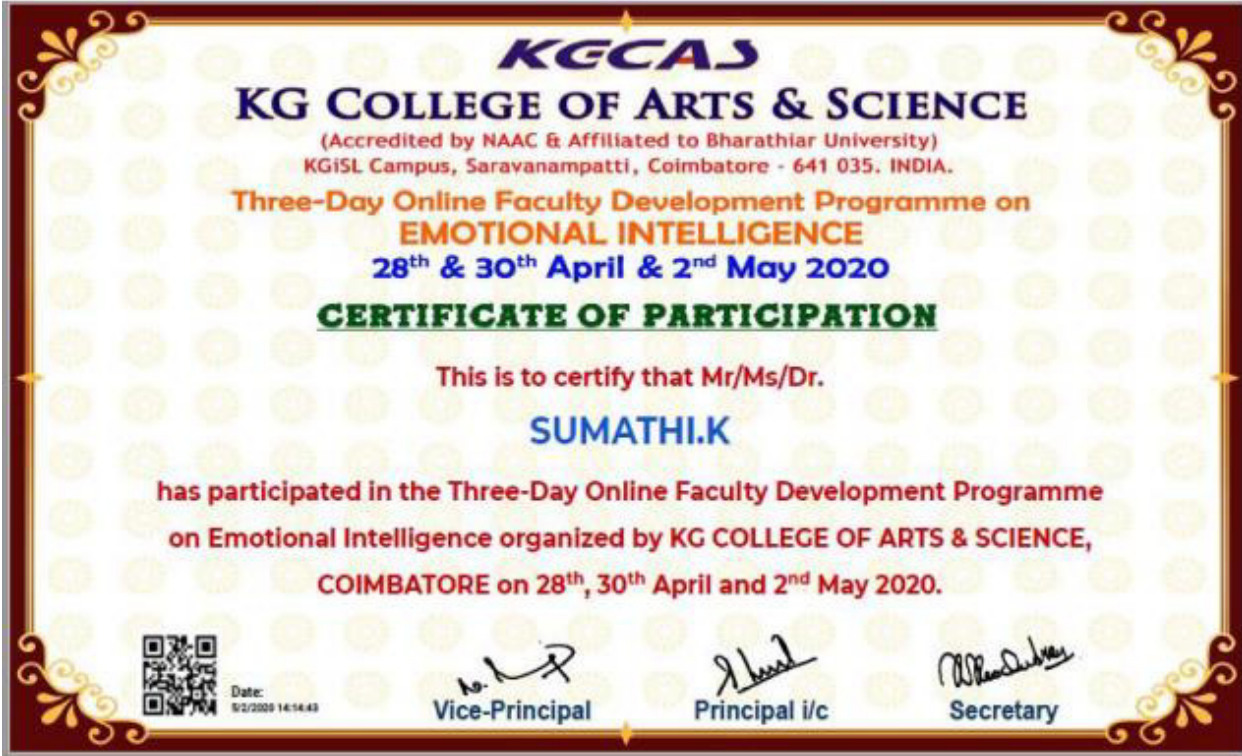 KGCAS
KG COLLEGE OF ARTS & SCIENCE
(Accredited by NAAC & Affiliated to Bharathiar University)
KGiSL Campus, Saravanampatti, Coimbatore - 641 035. INDIA.
Three-Day Online Faculty Development Programme on
EMOTIONAL INTELLIGENCE
28th & 30th April & 2nd May 2020
CERTIFICATE OF PARTICIPATION
This is to certify that Mr/Ms/Dr.
SUMATHI.K
has participated in the Three-Day Online Faculty Development Programme
on Emotional Intelligence organized by KG COLLEGE OF ARTS & SCIENCE,
COIMBATORE on 28th, 30th April and 2nd May 2020.
Date:
5/2/2020 14:14:43
Vice-Principal
Principal i/c
Secretary